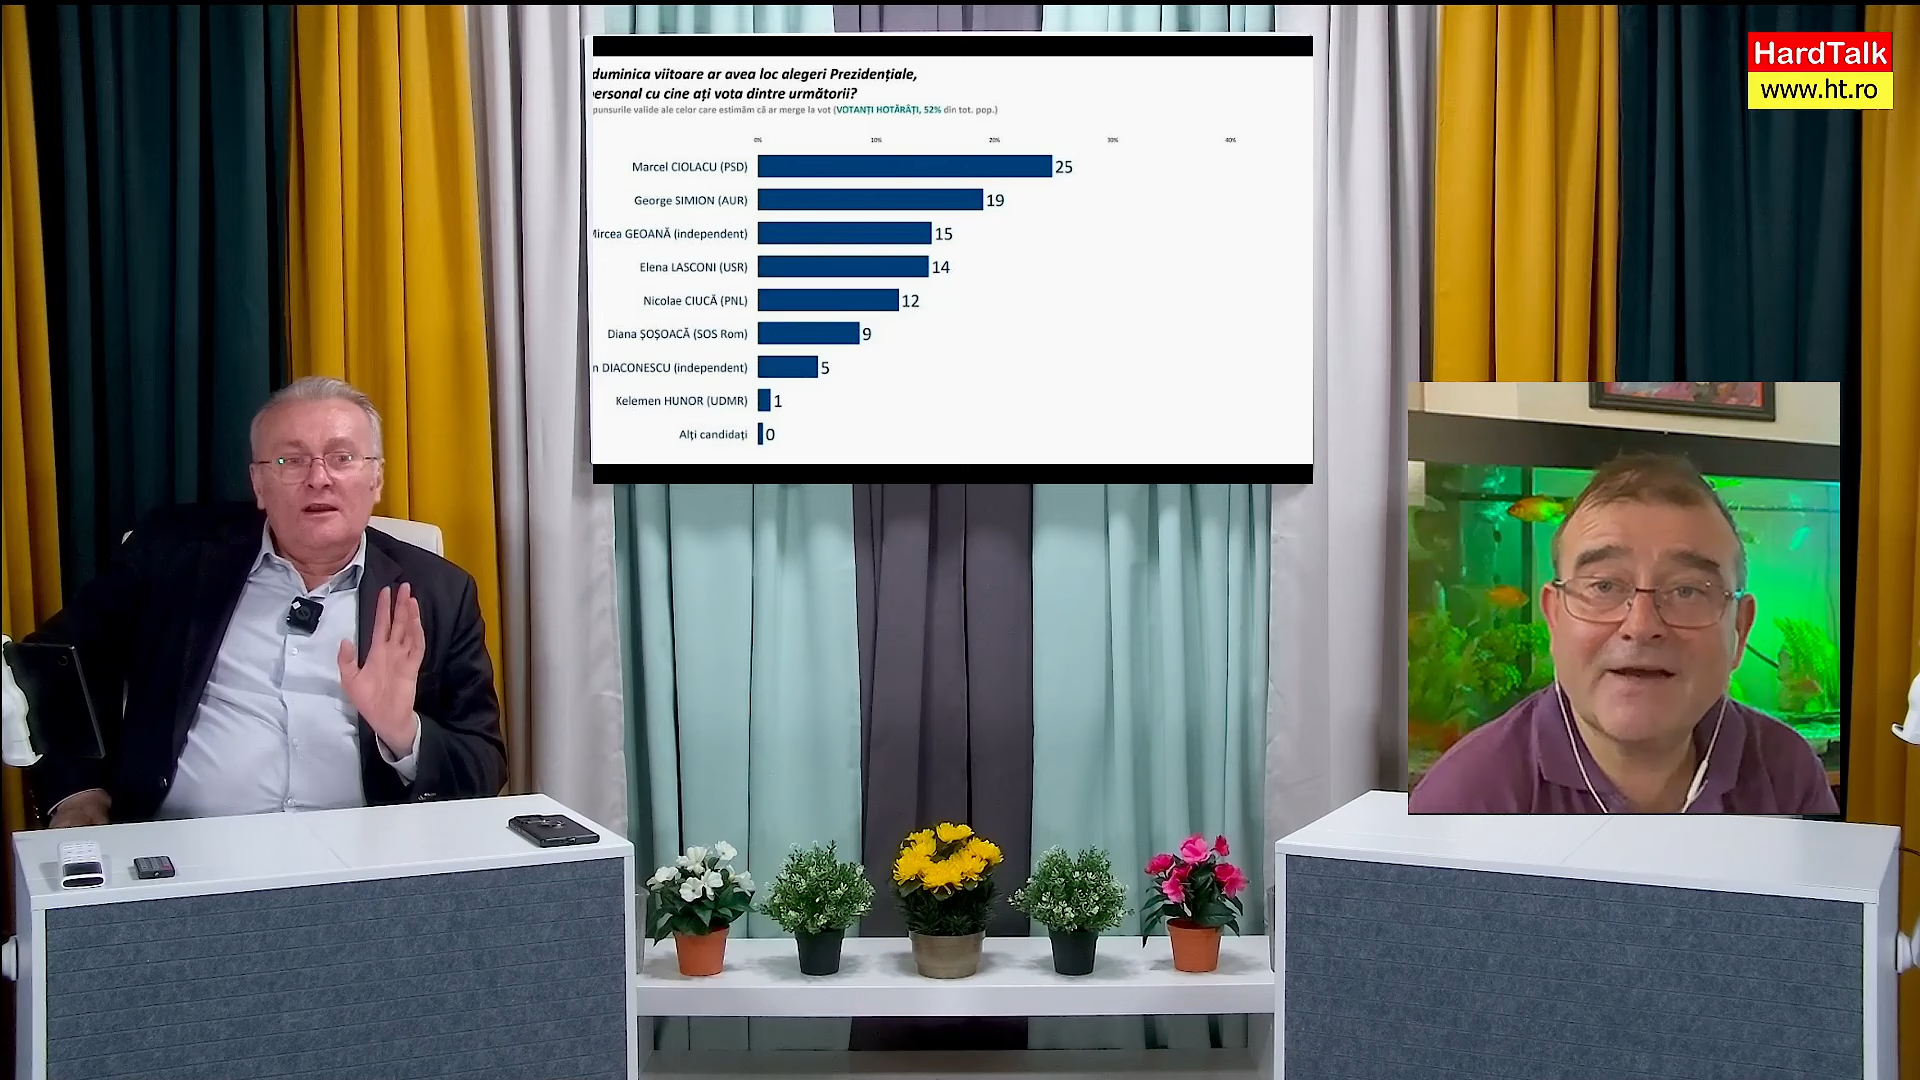 HardTalk
www.ht.ro
duminica viitoare ar avea loc alegeri Prezidențiale,
personal cu cine ați vota dintre următorii?
punsurile valide ale celor care estimăm că ar merge la vot (VOTANȚI HOTĂRÂȚI, 52% din tot. pop.)
0% 10% 20% 30% 40%
Marcel CIOLACU (PSD) 25
George SIMION (AUR) 19
Mircea GEOANĂ (independent) 15
Elena LASCONI (USR) 14
Nicolae CIUCĂ (PNL) 12
Diana ȘOȘOACĂ (SOS Rom) 9
n DIACONESCU (independent) 5
Kelemen HUNOR (UDMR) 1
Alți candidați 0